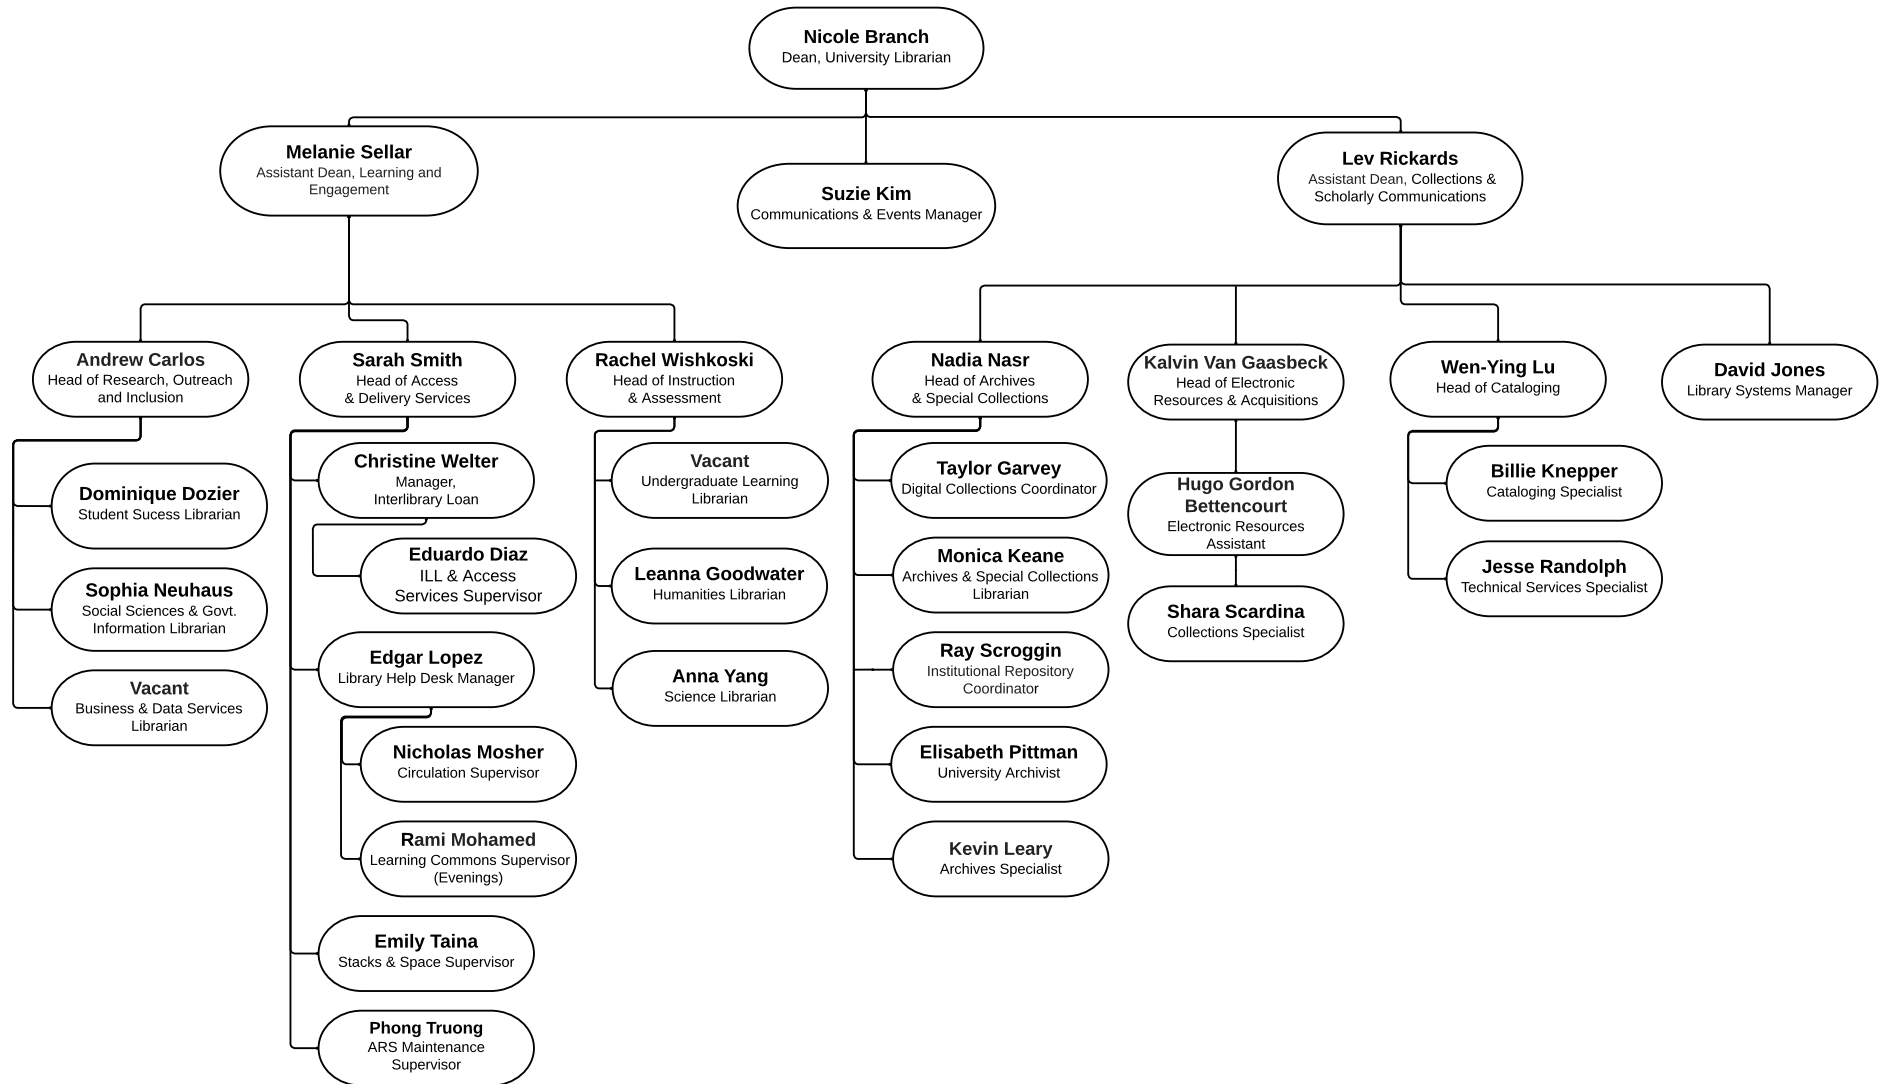 Nicole Branch
Dean, University Librarian
Melanie Sellar
Assistant Dean, Learning and
Engagement
Suzie Kim
Communications & Events Manager
Lev Rickards
Assistant Dean, Collections &
Scholarly Communications
Andrew Carlos
Head of Research, Outreach
and Inclusion
Dominique Dozier
Student Sucess Librarian
Sophia Neuhaus
Social Sciences & Govt.
Information Librarian
Vacant
Business & Data Services
Librarian
Sarah Smith
Head of Access
& Delivery Services
Christine Welter
Manager,
Interlibrary Loan
Eduardo Diaz
ILL & Access
Services Supervisor
Edgar Lopez
Library Help Desk Manager
Nicholas Mosher
Circulation Supervisor
Rami Mohamed
Learning Commons Supervisor
(Evenings)
Emily Taina
Stacks & Space Supervisor
Phong Truong
ARS Maintenance
Supervisor
Rachel Wishkoski
Head of Instruction
& Assessment
Vacant
Undergraduate Learning
Librarian
Leanna Goodwater
Humanities Librarian
Anna Yang
Science Librarian
Nadia Nasr
Head of Archives
& Special Collections
Taylor Garvey
Digital Collections Coordinator
Monica Keane
Archives & Special Collections
Librarian
Ray Scroggin
Institutional Repository
Coordinator
Elisabeth Pittman
University Archivist
Kevin Leary
Archives Specialist
Kalvin Van Gaasbeck
Head of Electronic
Resources & Acquisitions
Hugo Gordon
Bettencourt
Electronic Resources
Assistant
Shara Scardina
Collections Specialist
Wen-Ying Lu
Head of Cataloging
Billie Knepper
Cataloging Specialist
Jesse Randolph
Technical Services Specialist
David Jones
Library Systems Manager